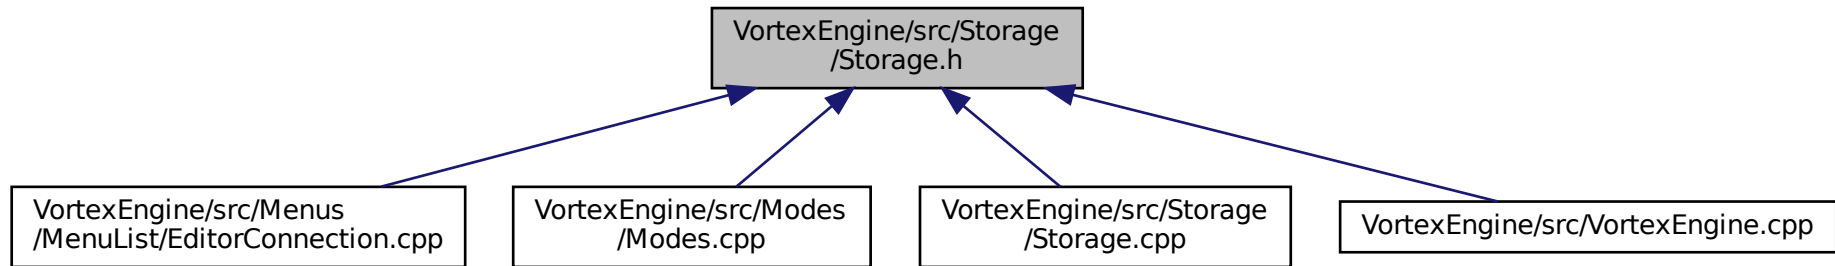 VortexEngine/src/Storage
/Storage.h
VortexEngine/src/Menus
/MenuList/EditorConnection.cpp
VortexEngine/src/Modes
/Modes.cpp
VortexEngine/src/Storage
/Storage.cpp
VortexEngine/src/VortexEngine.cpp